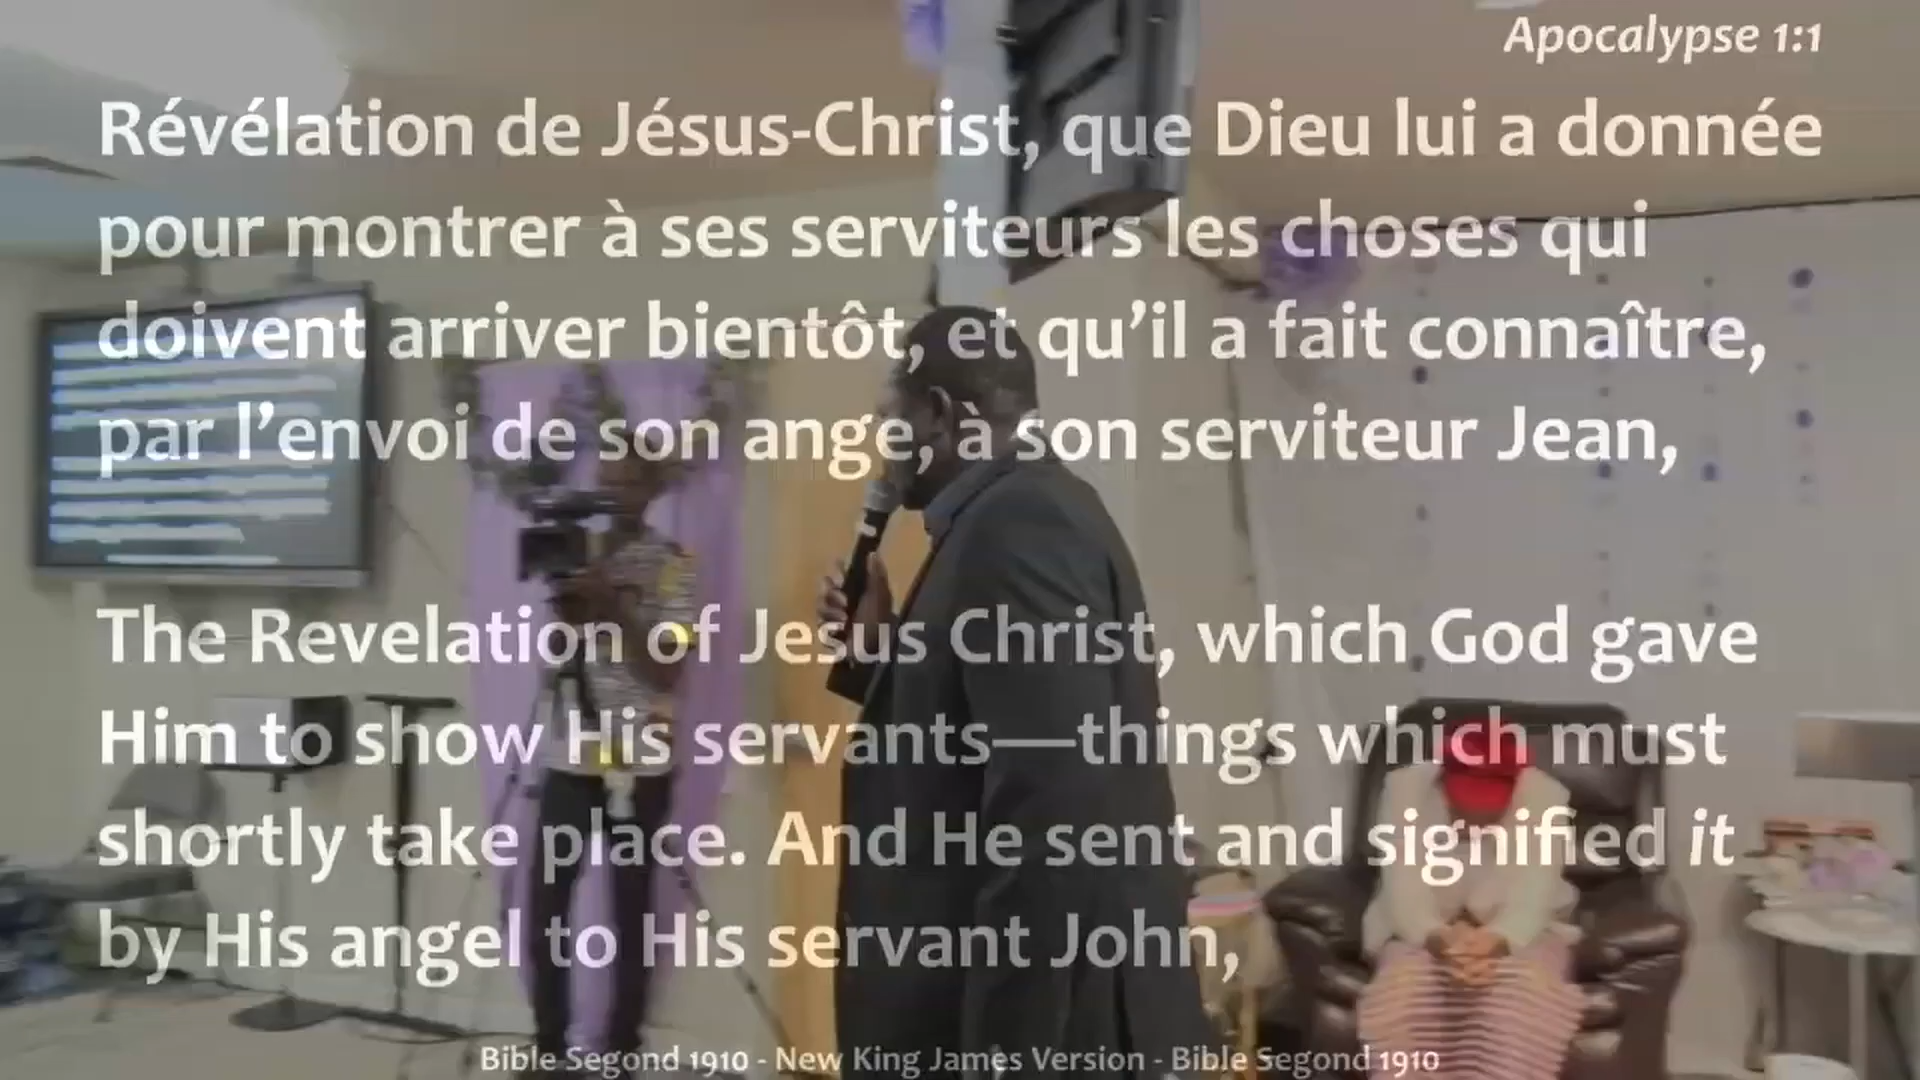 Apocalypse 1:1
Révélation de Jésus-Christ, que Dieu lui a donnée
pour montrer à ses serviteurs les choses qui
doivent arriver bientôt, et qu’il a fait connaître,
par l’envoi de son ange, à son serviteur Jean,
The Revelation of Jesus Christ, which God gave
Him to show His servants—things which must
shortly take place. And He sent and signified it
by His angel to His servant John,
Bible Segond 1910 - New King James Version - Bible Segond 1910